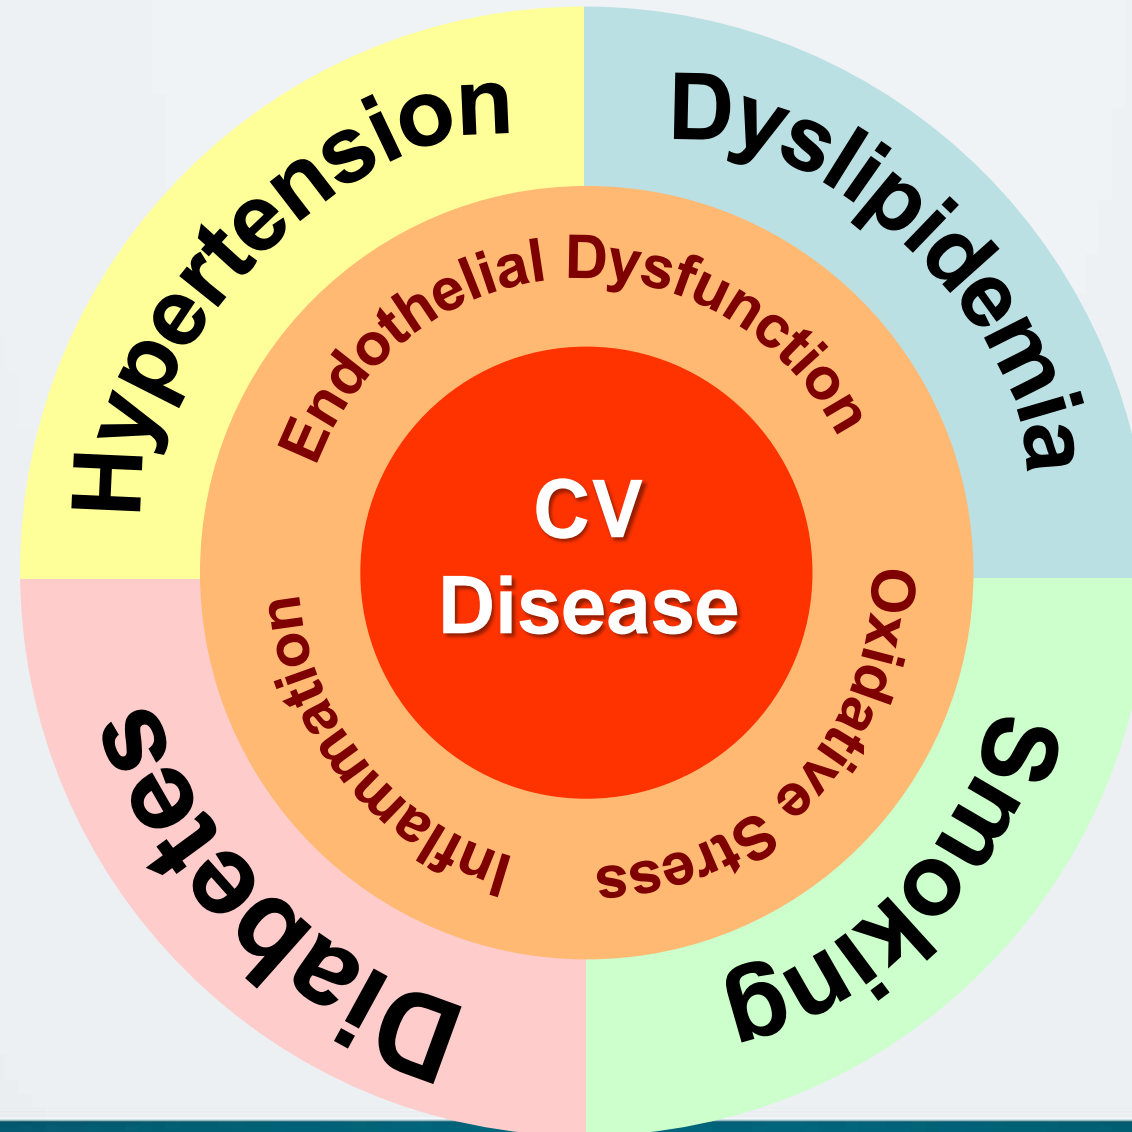 Hypertension
Dyslipidemia
Endothelial Dysfunction
CV
Disease
Inflammation
Oxidative Stress
Diabetes
Smoking